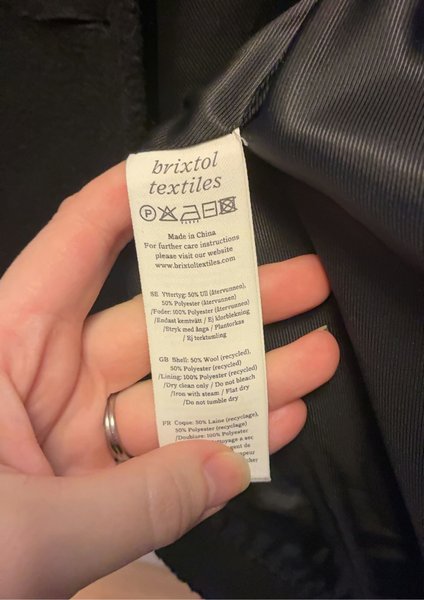 brixtol
textiles
P
Made in China
For further care instructions
please visit our website
www.brixtoltextiles.com
SE Yttertyg: 50% Ull (återvunnen),
50% Polyester (återvunnen)
/Foder: 100% Polyester (återvunnen)
/Endast kemtvätt / Ej klorblekning
/Stryk med ånga / Plantorkas
/ Ej torktumling
GB Shell: 50% Wool (recycled),
50% Polyester (recycled)
/Lining: 100% Polyester (recycled)
/Dry clean only / Do not bleach
/Iron with steam / Flat dry
/Do not tumble dry
FR Coque: 50% Laine (recyclage),
50% Polyester (recyclage)
/Doublure: 100% Polyester
à sec